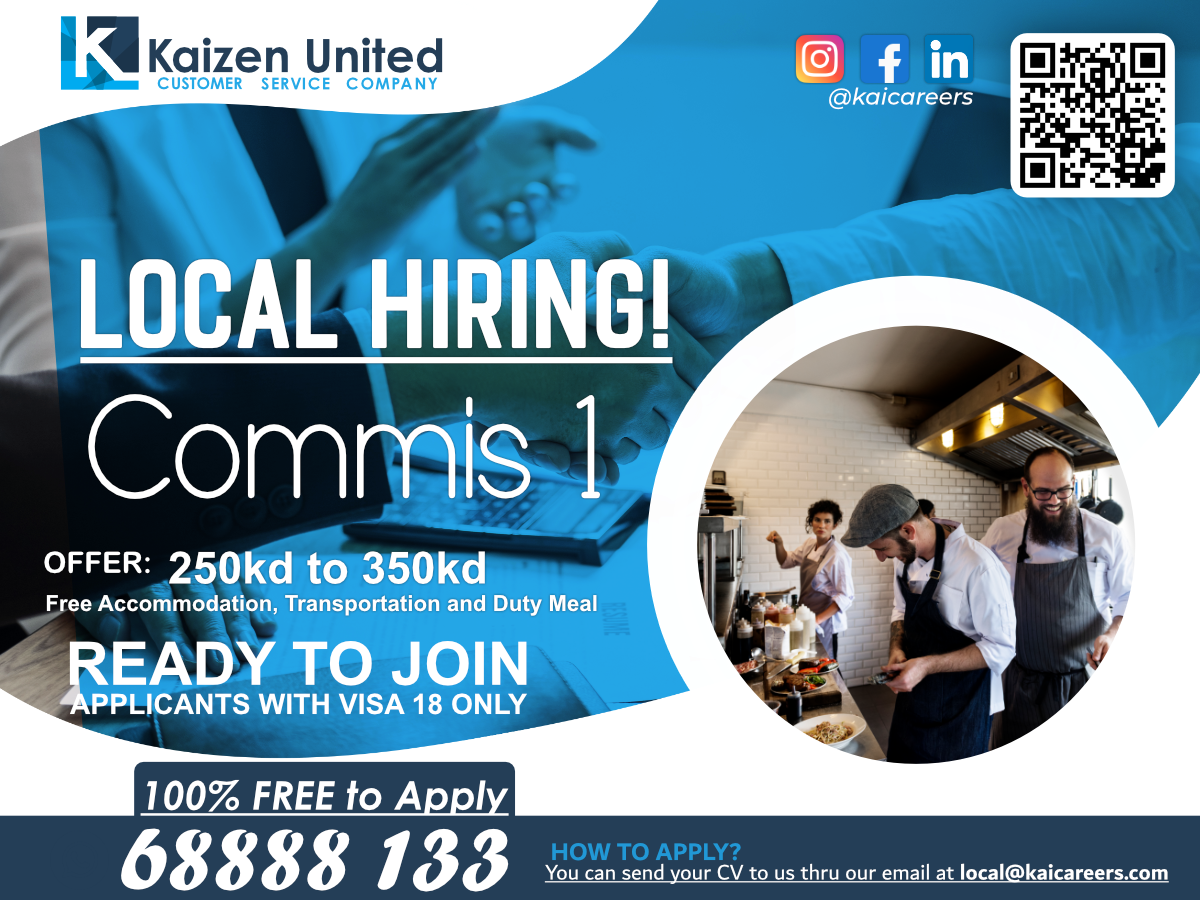 K
Kaizen United
CUSTOMER SERVICE COMPANY
in
@kaicareers
LOCAL HIRING!
Commis 1
OFFER: 250kd to 350kd
Free Accommodation, Transportation and Duty Meal
RESUME
READY TO JOIN
APPLICANTS WITH VISA 18 ONLY
100% FREE to Apply
68888 133
HOW TO APPLY?
You can send your CV to us thru our email at local@kaicareers.com